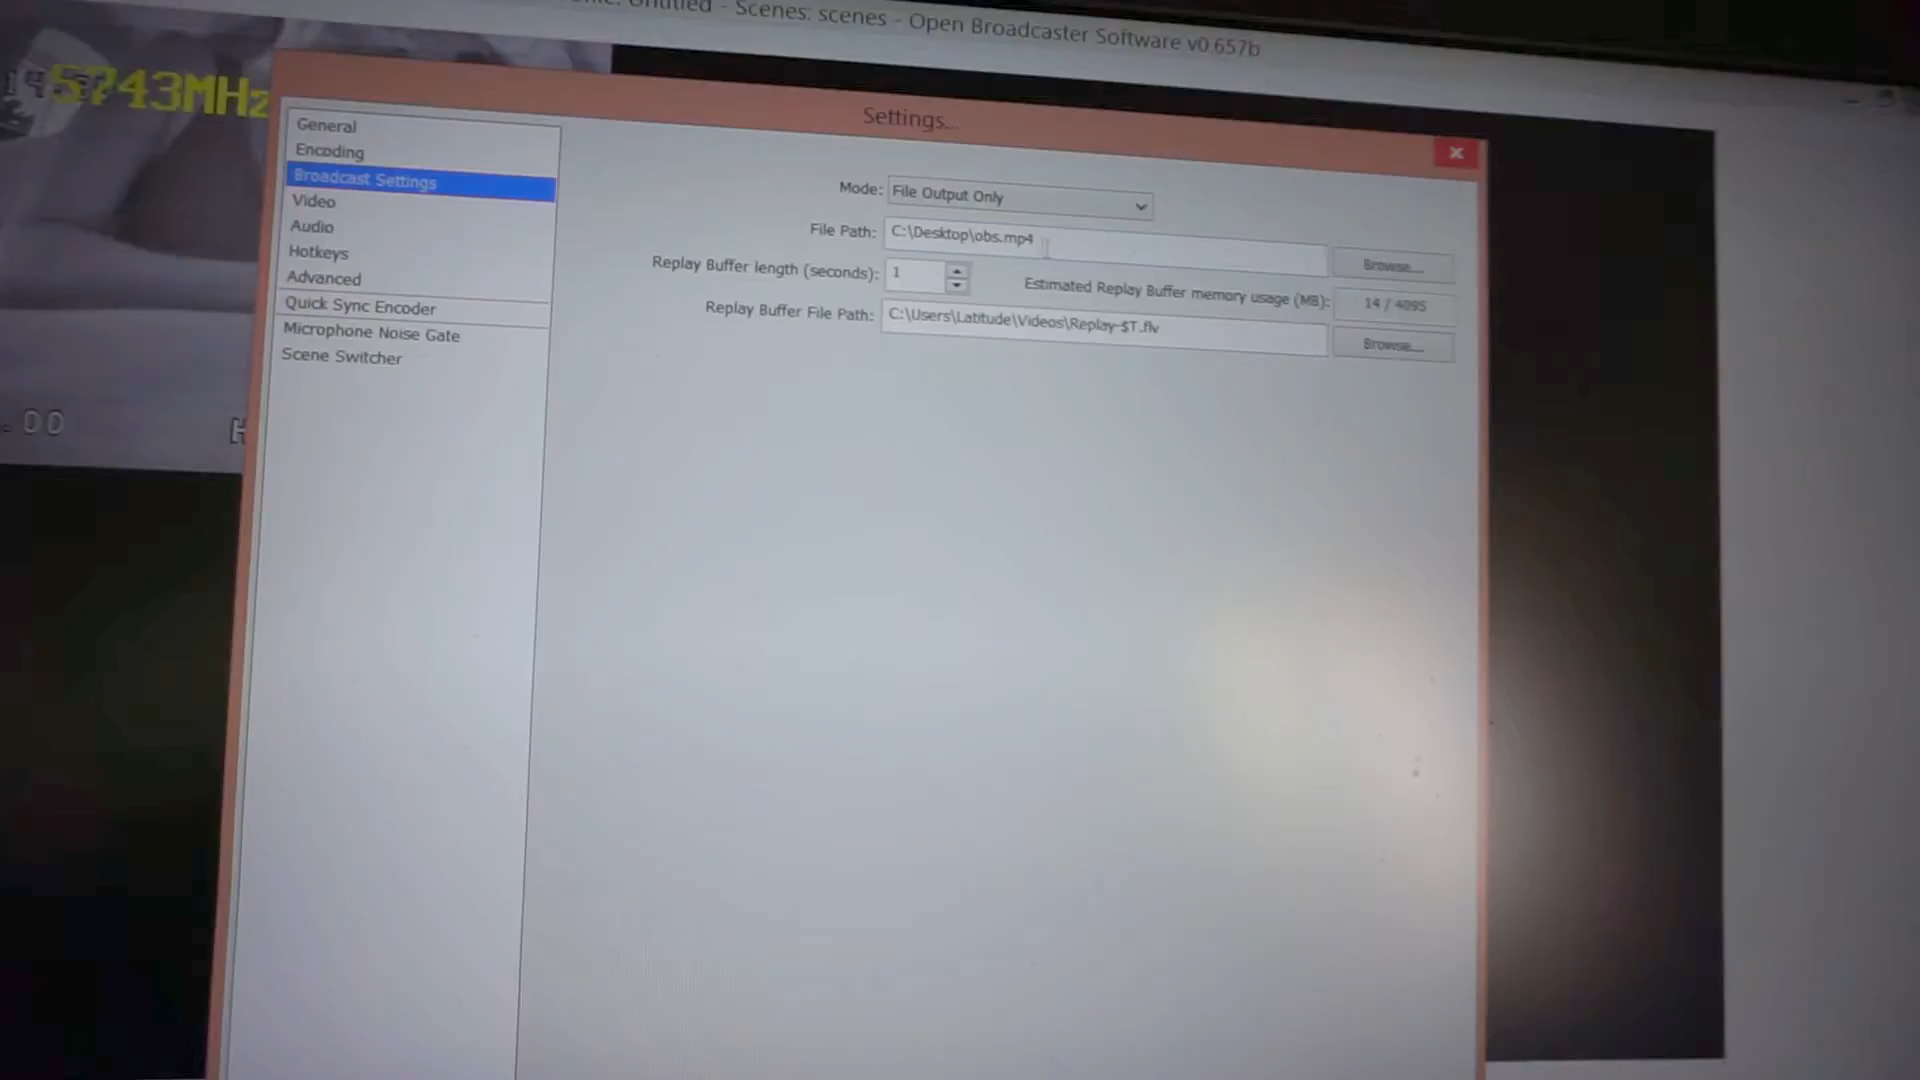 Untitled - Scenes: scenes - Open Broadcaster Software v0.657b
5743MHz
Settings...
General
Encoding
Broadcast Settings
Video
Audio
Hotkeys
Advanced
Quick Sync Encoder
Microphone Noise Gate
Scene Switcher
Mode: File Output Only
File Path: C:\Desktop\obs.mp4 Browse...
Replay Buffer length (seconds): 1 Estimated Replay Buffer memory usage (MB): 14 / 4095
Replay Buffer File Path: C:\Users\Latitude\Videos\Replay-$T.flv Browse...
.00